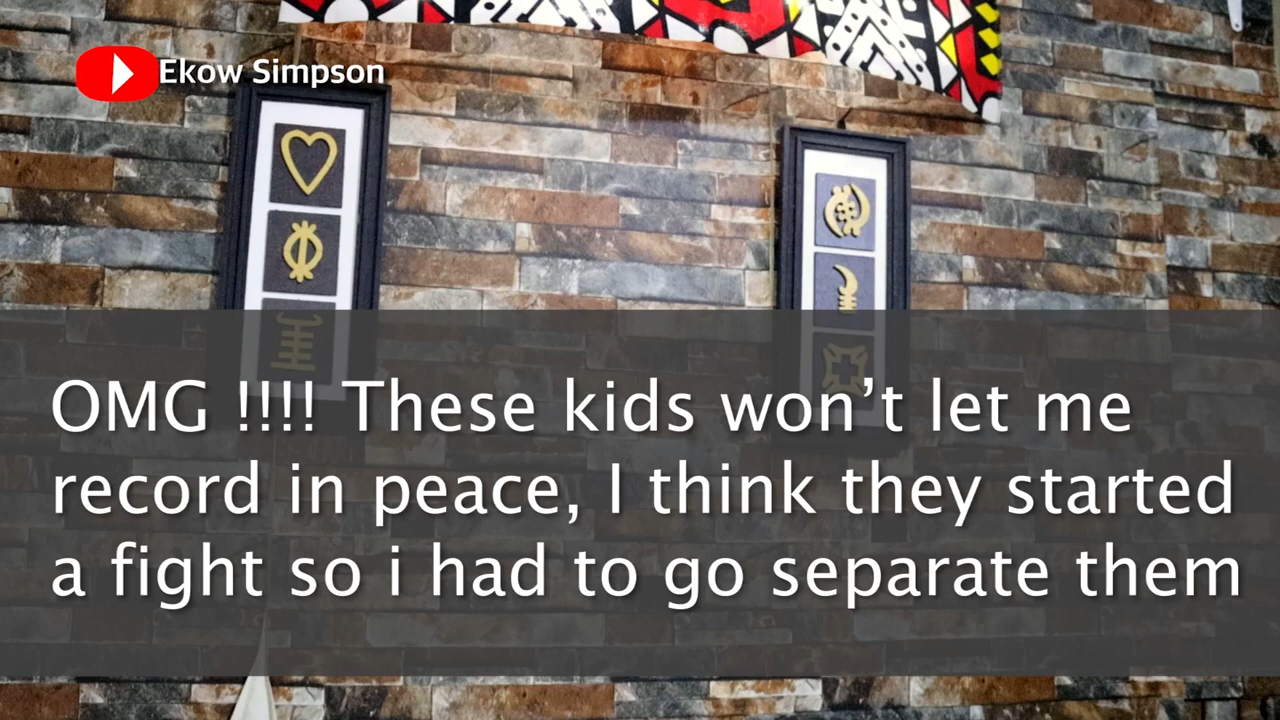 Ekow Simpson
OMG !!!! These kids won’t let me
record in peace, I think they started
a fight so i had to go separate them